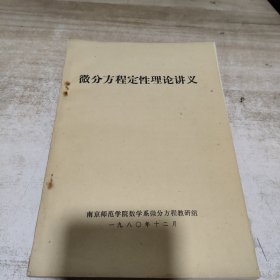 微分方程定性理论讲义
南京师范学院数学系微分方程教研组
一九八〇年十二月